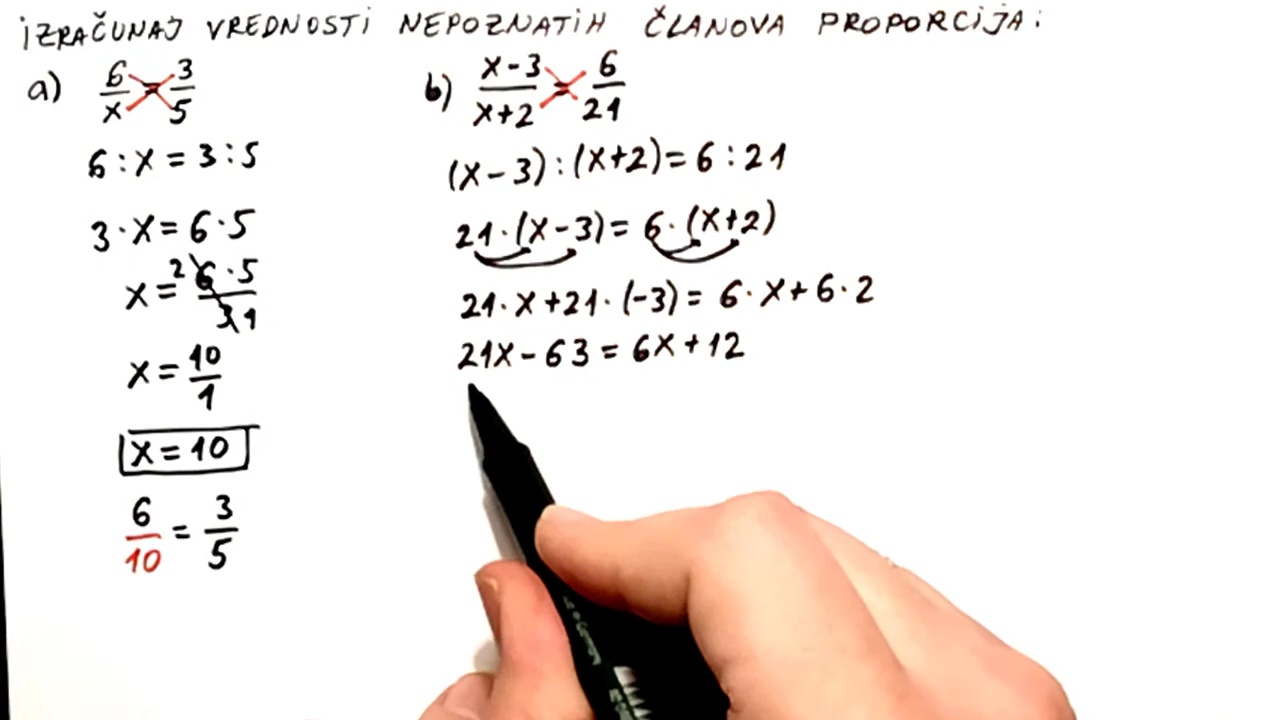 IZRAČUNAJ VREDNOSTI NEPOZNATIH ČLANOVA PROPORCIJA:
a) 6/x = 3/5
6 : x = 3 : 5
3 · x = 6 · 5
x = 2 6 · 5 / 3 1
x = 10/1
x = 10
6/10 = 3/5
b) x - 3 / x + 2 = 6/21
(x - 3) : (x + 2) = 6 : 21
21 · (x - 3) = 6 · (x + 2)
21 · x + 21 · (-3) = 6 · x + 6 · 2
21x - 63 = 6x + 12